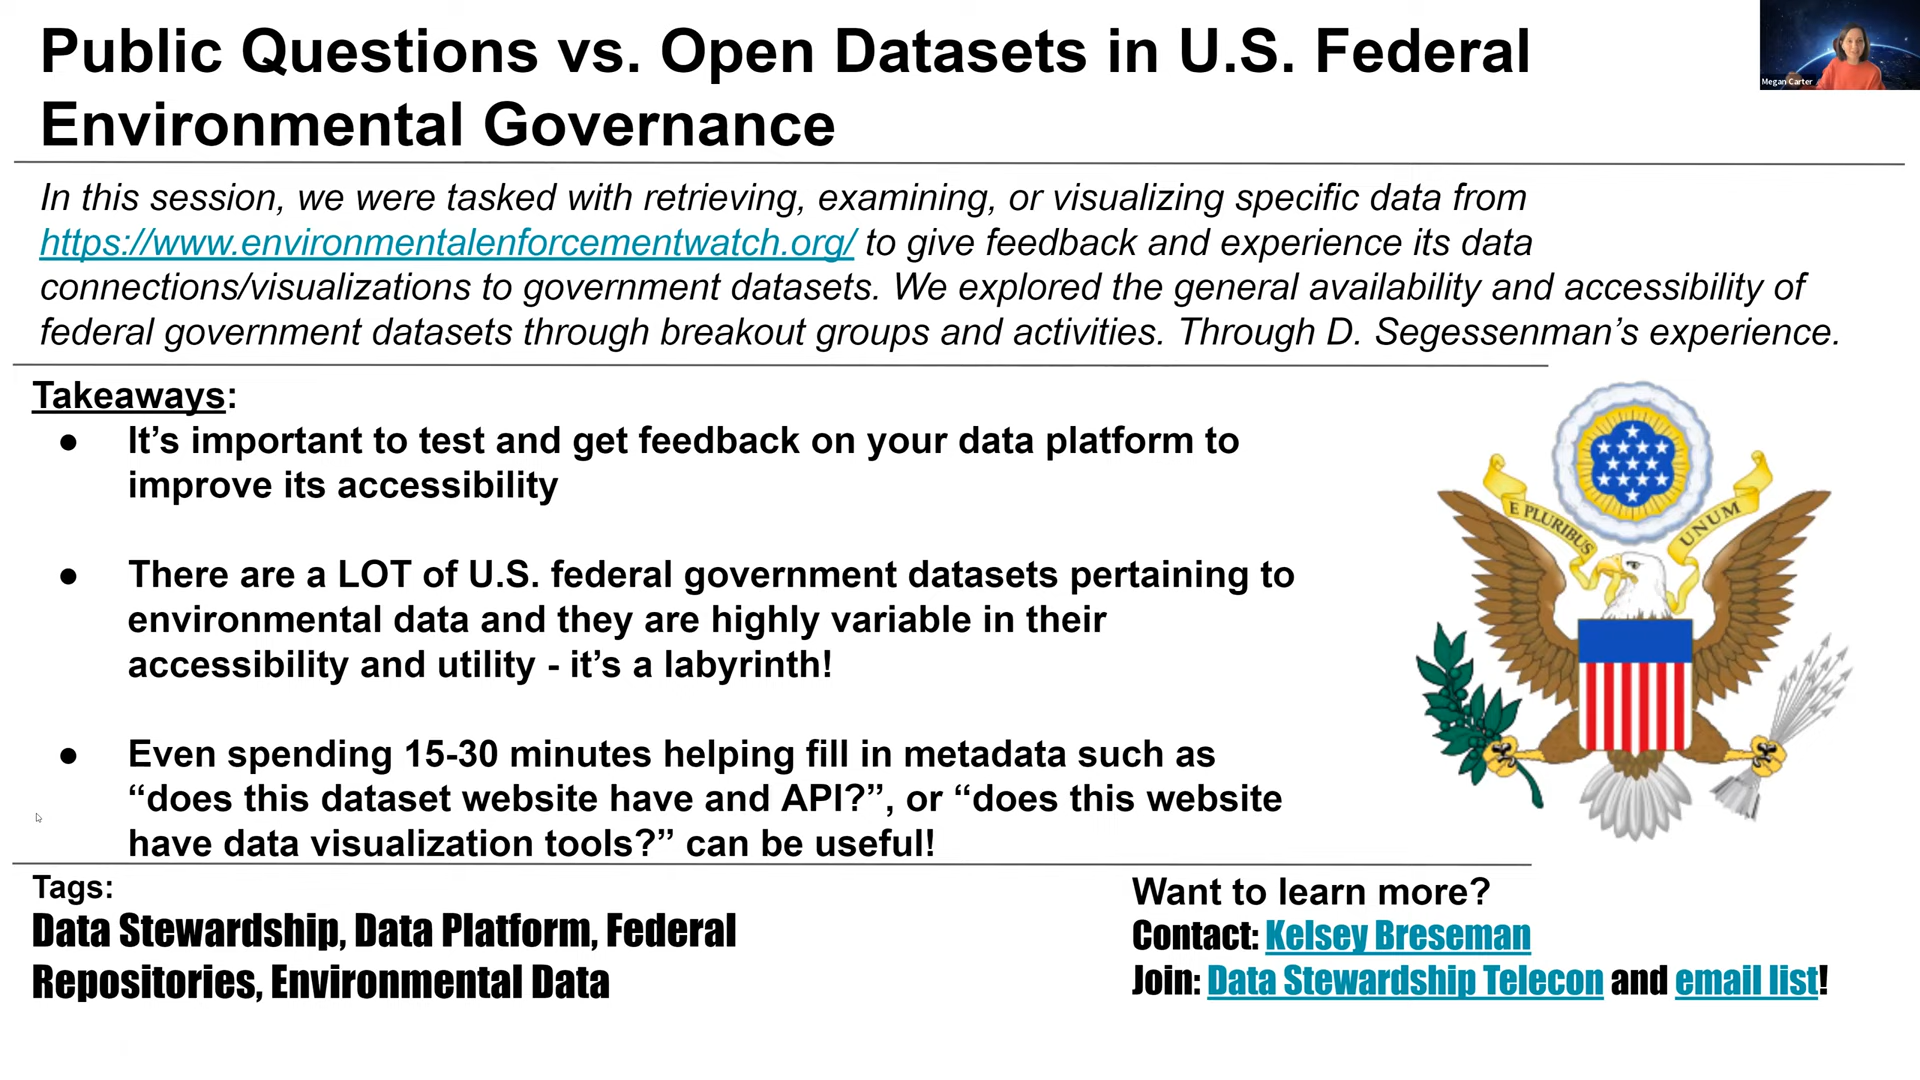 Public Questions vs. Open Datasets in U.S. Federal
Environmental Governance
Megan Carter
In this session, we were tasked with retrieving, examining, or visualizing specific data from
https://www.environmentalenforcementwatch.org/ to give feedback and experience its data
connections/visualizations to government datasets. We explored the general availability and accessibility of
federal government datasets through breakout groups and activities. Through D. Segessenman’s experience.
Takeaways:
● It’s important to test and get feedback on your data platform to
improve its accessibility
● There are a LOT of U.S. federal government datasets pertaining to
environmental data and they are highly variable in their
accessibility and utility - it’s a labyrinth!
● Even spending 15-30 minutes helping fill in metadata such as
“does this dataset website have and API?”, or “does this website
have data visualization tools?” can be useful!
E PLURIBUS UNUM
Tags:
Data Stewardship, Data Platform, Federal
Repositories, Environmental Data
Want to learn more?
Contact: Kelsey Breseman
Join: Data Stewardship Telecon and email list!